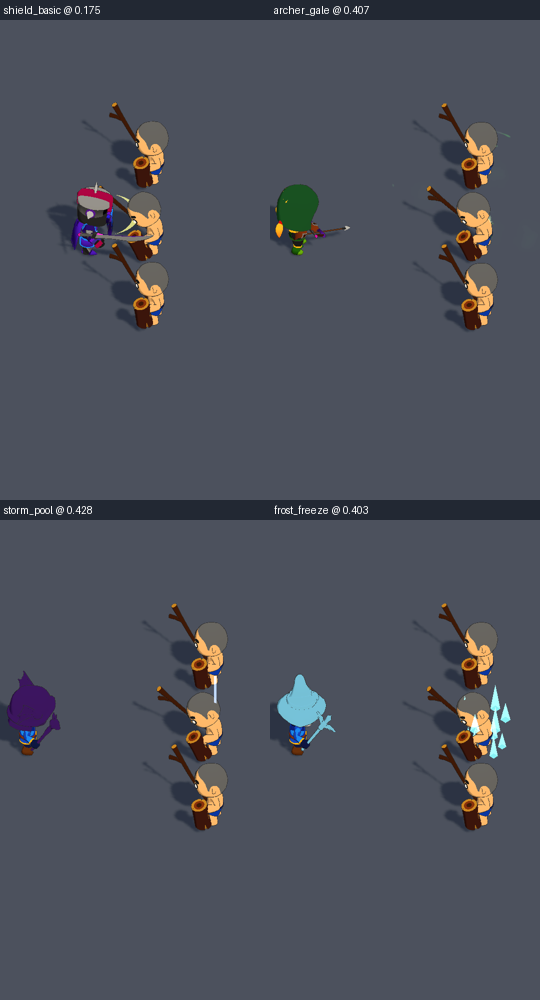 shield_basic @ 0.175
archer_gale @ 0.407
storm_pool @ 0.428
frost_freeze @ 0.403